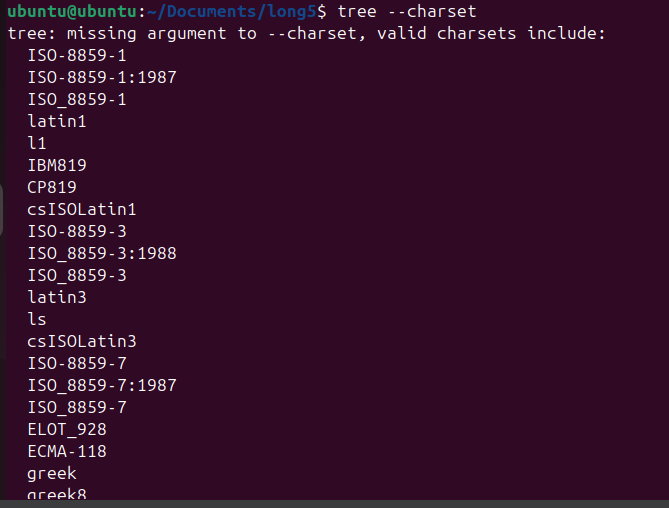 ubuntu@ubuntu:~/Documents/long5$ tree --charset
tree: missing argument to --charset, valid charsets include:
ISO-8859-1
ISO-8859-1:1987
ISO_8859-1
latin1
l1
IBM819
CP819
csISOLatin1
ISO-8859-3
ISO_8859-3:1988
ISO_8859-3
latin3
ls
csISOLatin3
ISO-8859-7
ISO_8859-7:1987
ISO_8859-7
ELOT_928
ECMA-118
greek
greek8